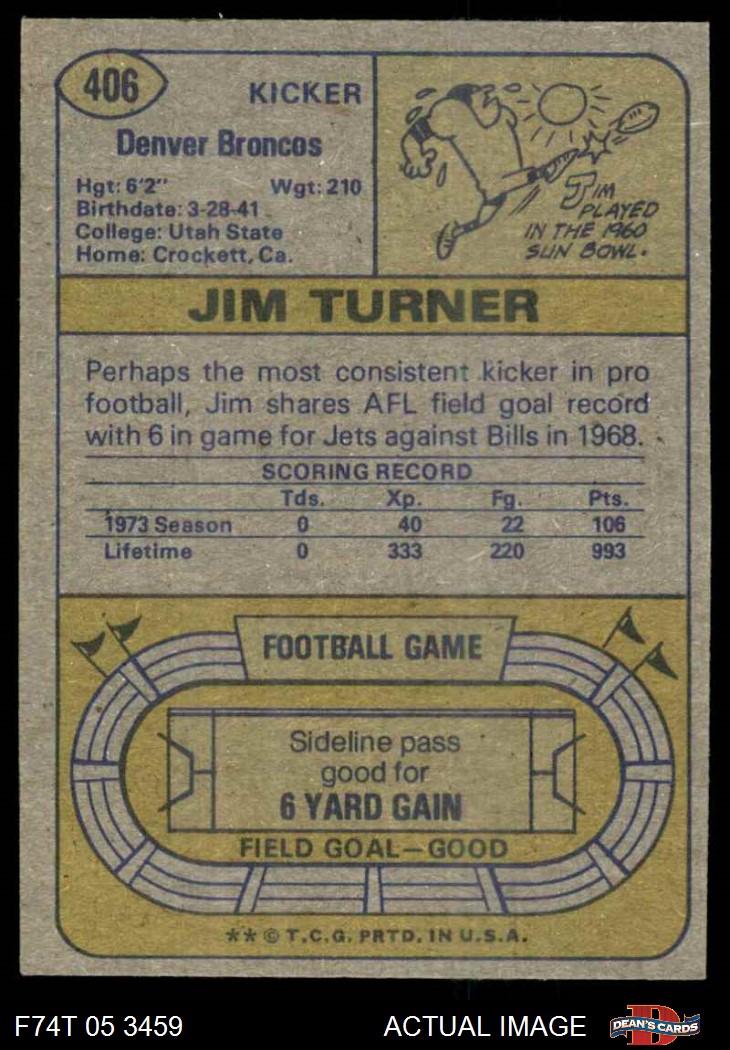 406
KICKER
Denver Broncos
Hgt: 6'2" Wgt: 210
Birthdate: 3-28-41
College: Utah State
Home: Crockett, Ca.
JIM
PLAYED
IN THE 1960
SUN BOWL.
JIM TURNER
Perhaps the most consistent kicker in pro
football, Jim shares AFL field goal record
with 6 in game for Jets against Bills in 1968.
SCORING RECORD
Tds. Xp. Fg. Pts.
1973 Season 0 40 22 106
Lifetime 0 333 220 993
FOOTBALL GAME
Sideline pass
good for
6 YARD GAIN
FIELD GOAL—GOOD
** © T.C.G. PRTD. IN U.S.A.
F74T 05 3459 ACTUAL IMAGE
D
DEAN'S CARDS